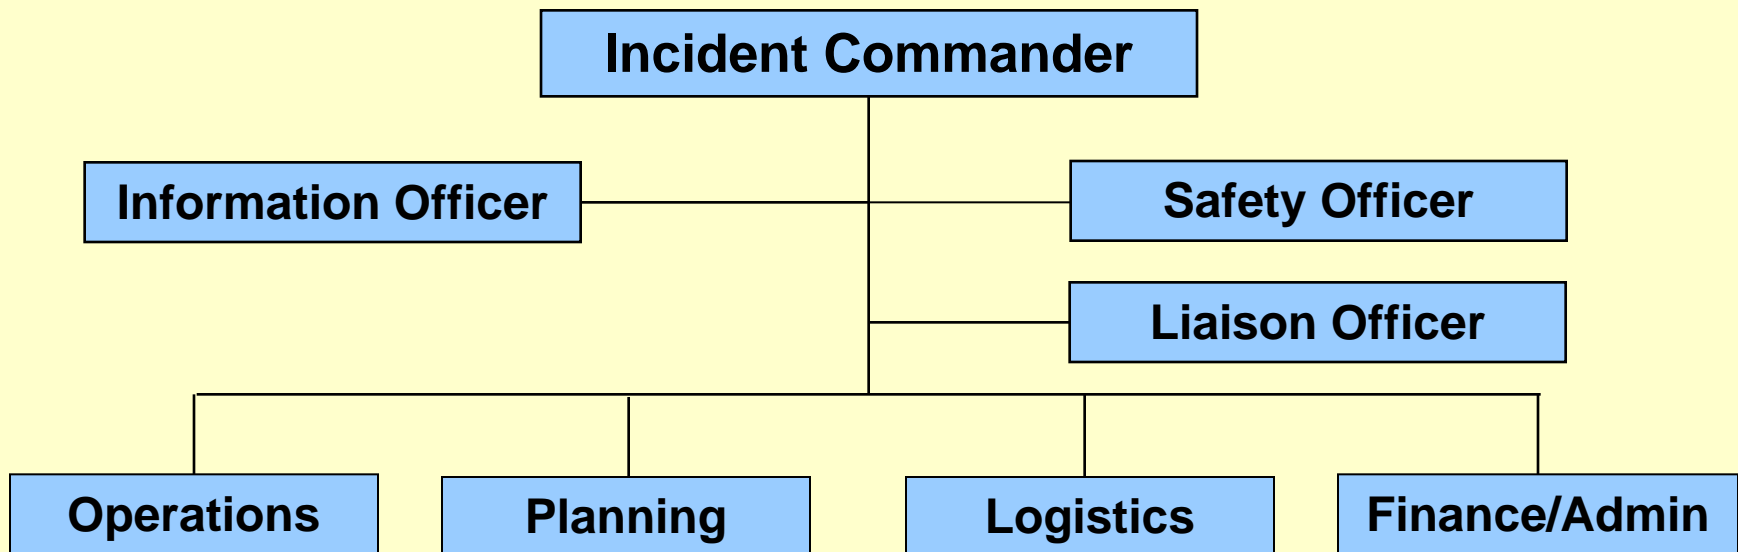 Incident Commander
Information Officer
Safety Officer
Liaison Officer
Operations
Planning
Logistics
Finance/Admin